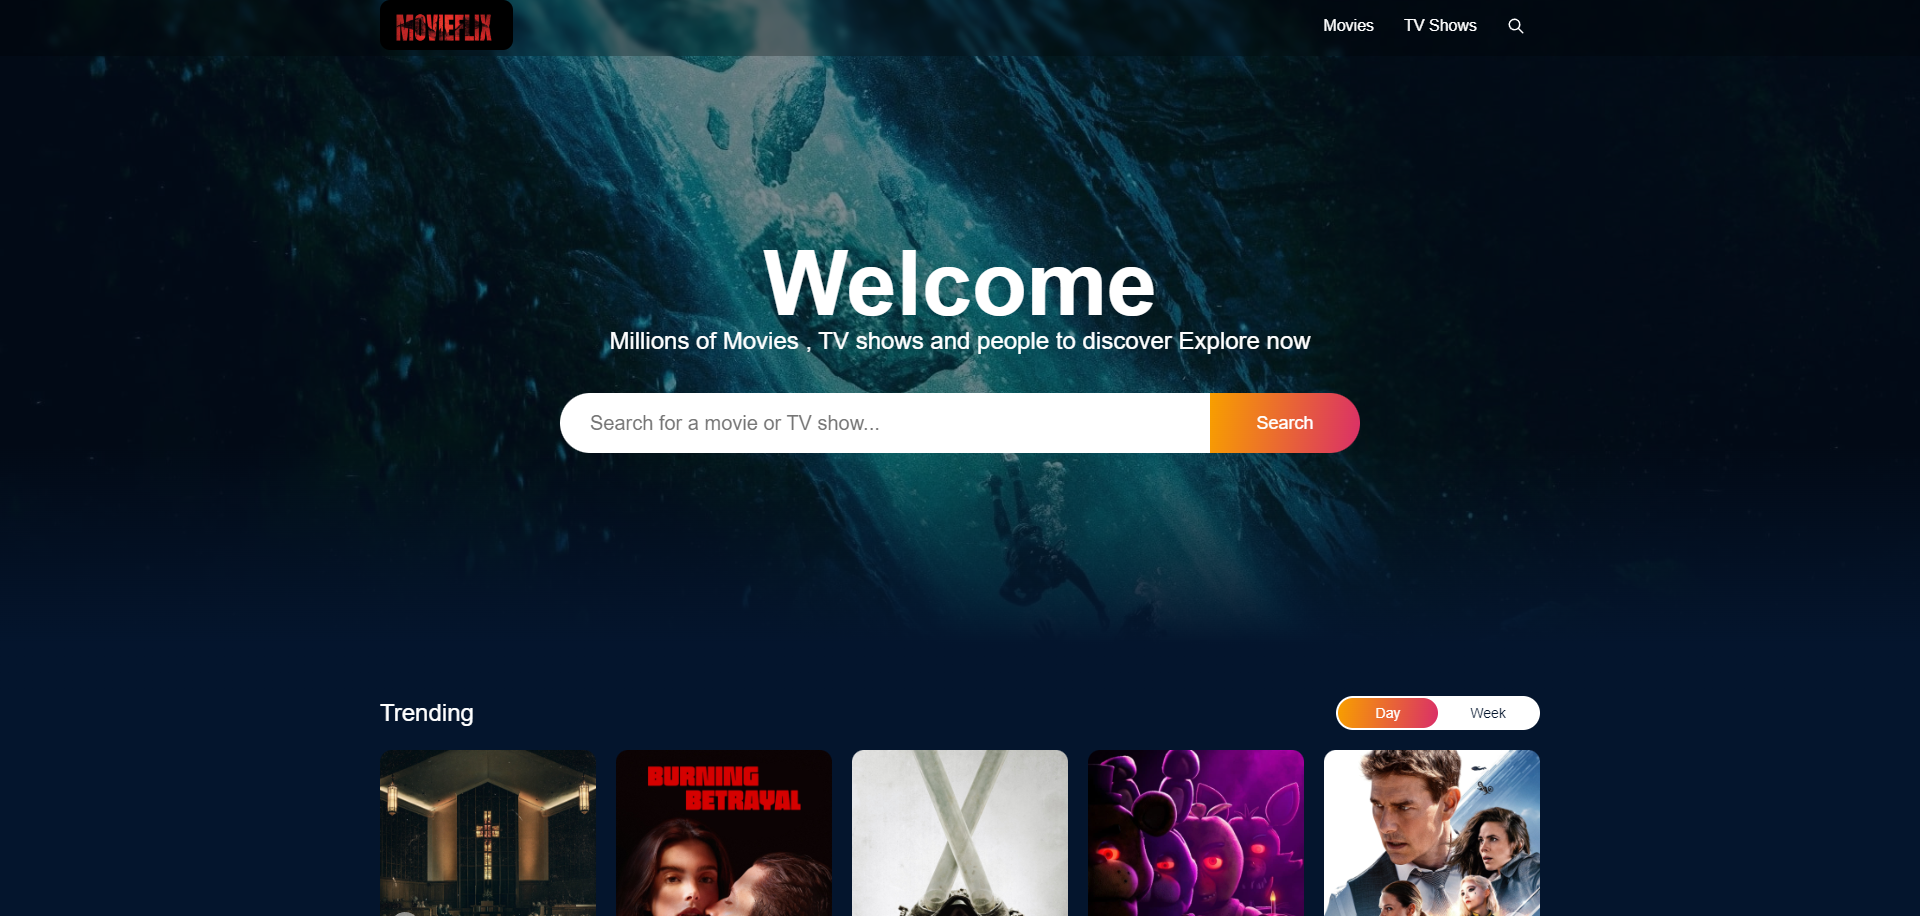 MOVIEFLIX
Movies
TV Shows
Welcome
Millions of Movies , TV shows and people to discover Explore now
Search for a movie or TV show...
Search
Trending
Day
Week
BURNING
BETRAYAL